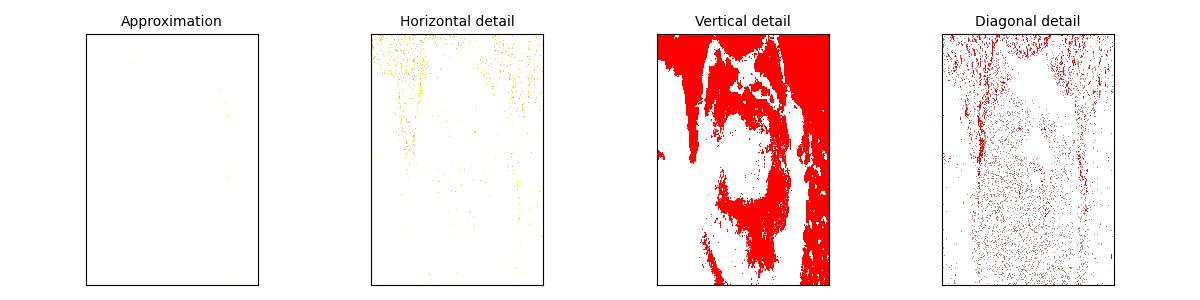 Approximation
Horizontal detail
Vertical detail
Diagonal detail